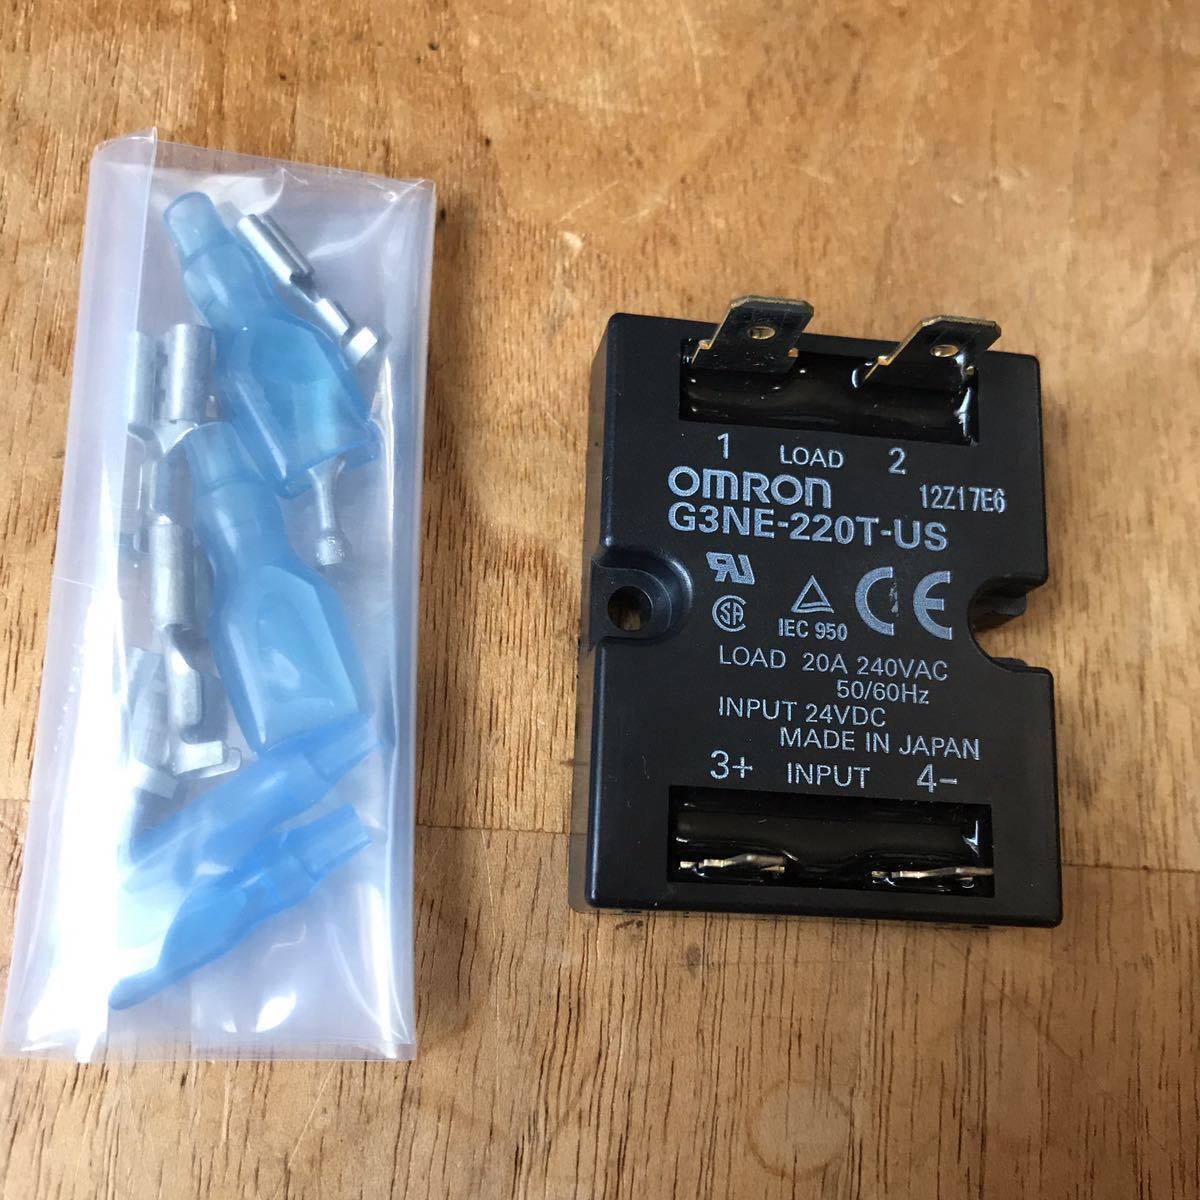 1 LOAD 2
OMRON 12Z17E6
G3NE-220T-US
IEC 950
CE
LOAD 20A 240VAC
50/60Hz
INPUT 24VDC
MADE IN JAPAN
3+ INPUT 4-